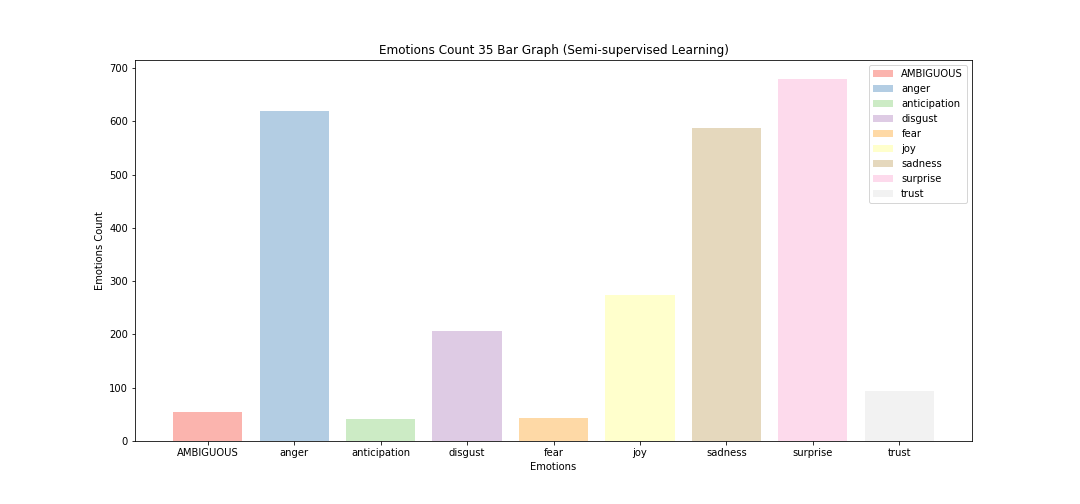 Emotions Count 35 Bar Graph (Semi-supervised Learning)
700
600
500
400
300
200
100
0
Emotions Count
AMBIGUOUS
anger
anticipation
disgust
fear
joy
sadness
surprise
trust
AMBIGUOUS anger anticipation disgust fear joy sadness surprise trust
Emotions